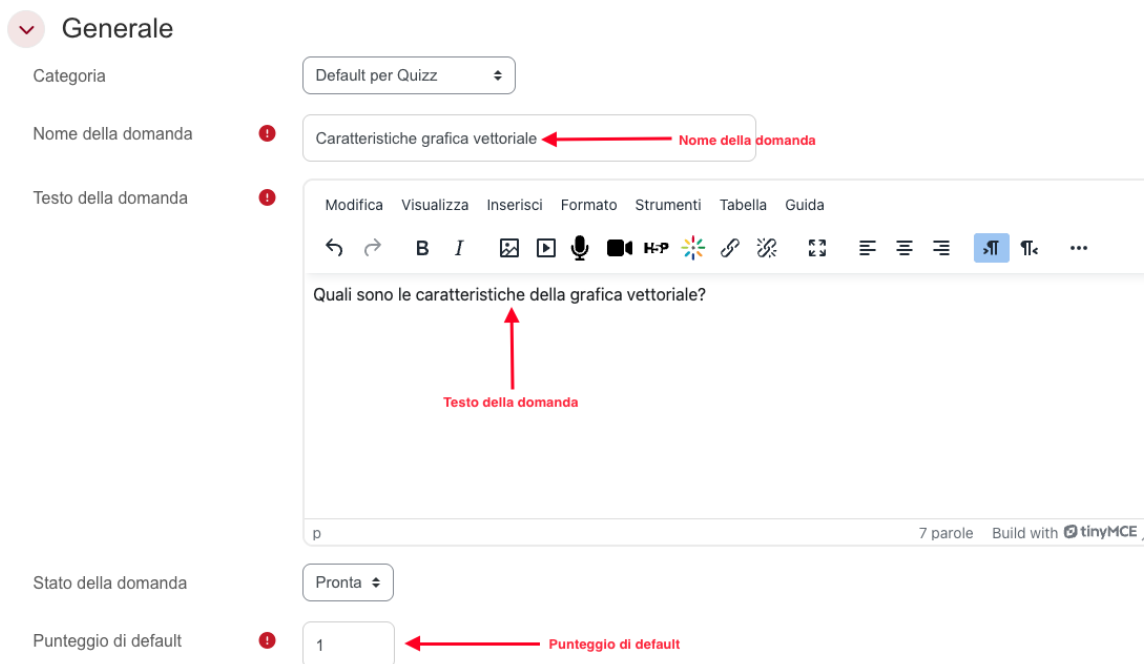 Generale
Categoria
Default per Quizz
Nome della domanda
Caratteristiche grafica vettoriale
Nome della domanda
Testo della domanda
Modifica Visualizza Inserisci Formato Strumenti Tabella Guida
B I H5P
Quali sono le caratteristiche della grafica vettoriale?
Testo della domanda
p 7 parole Build with tinyMCE
Stato della domanda
Pronta
Punteggio di default
1
Punteggio di default